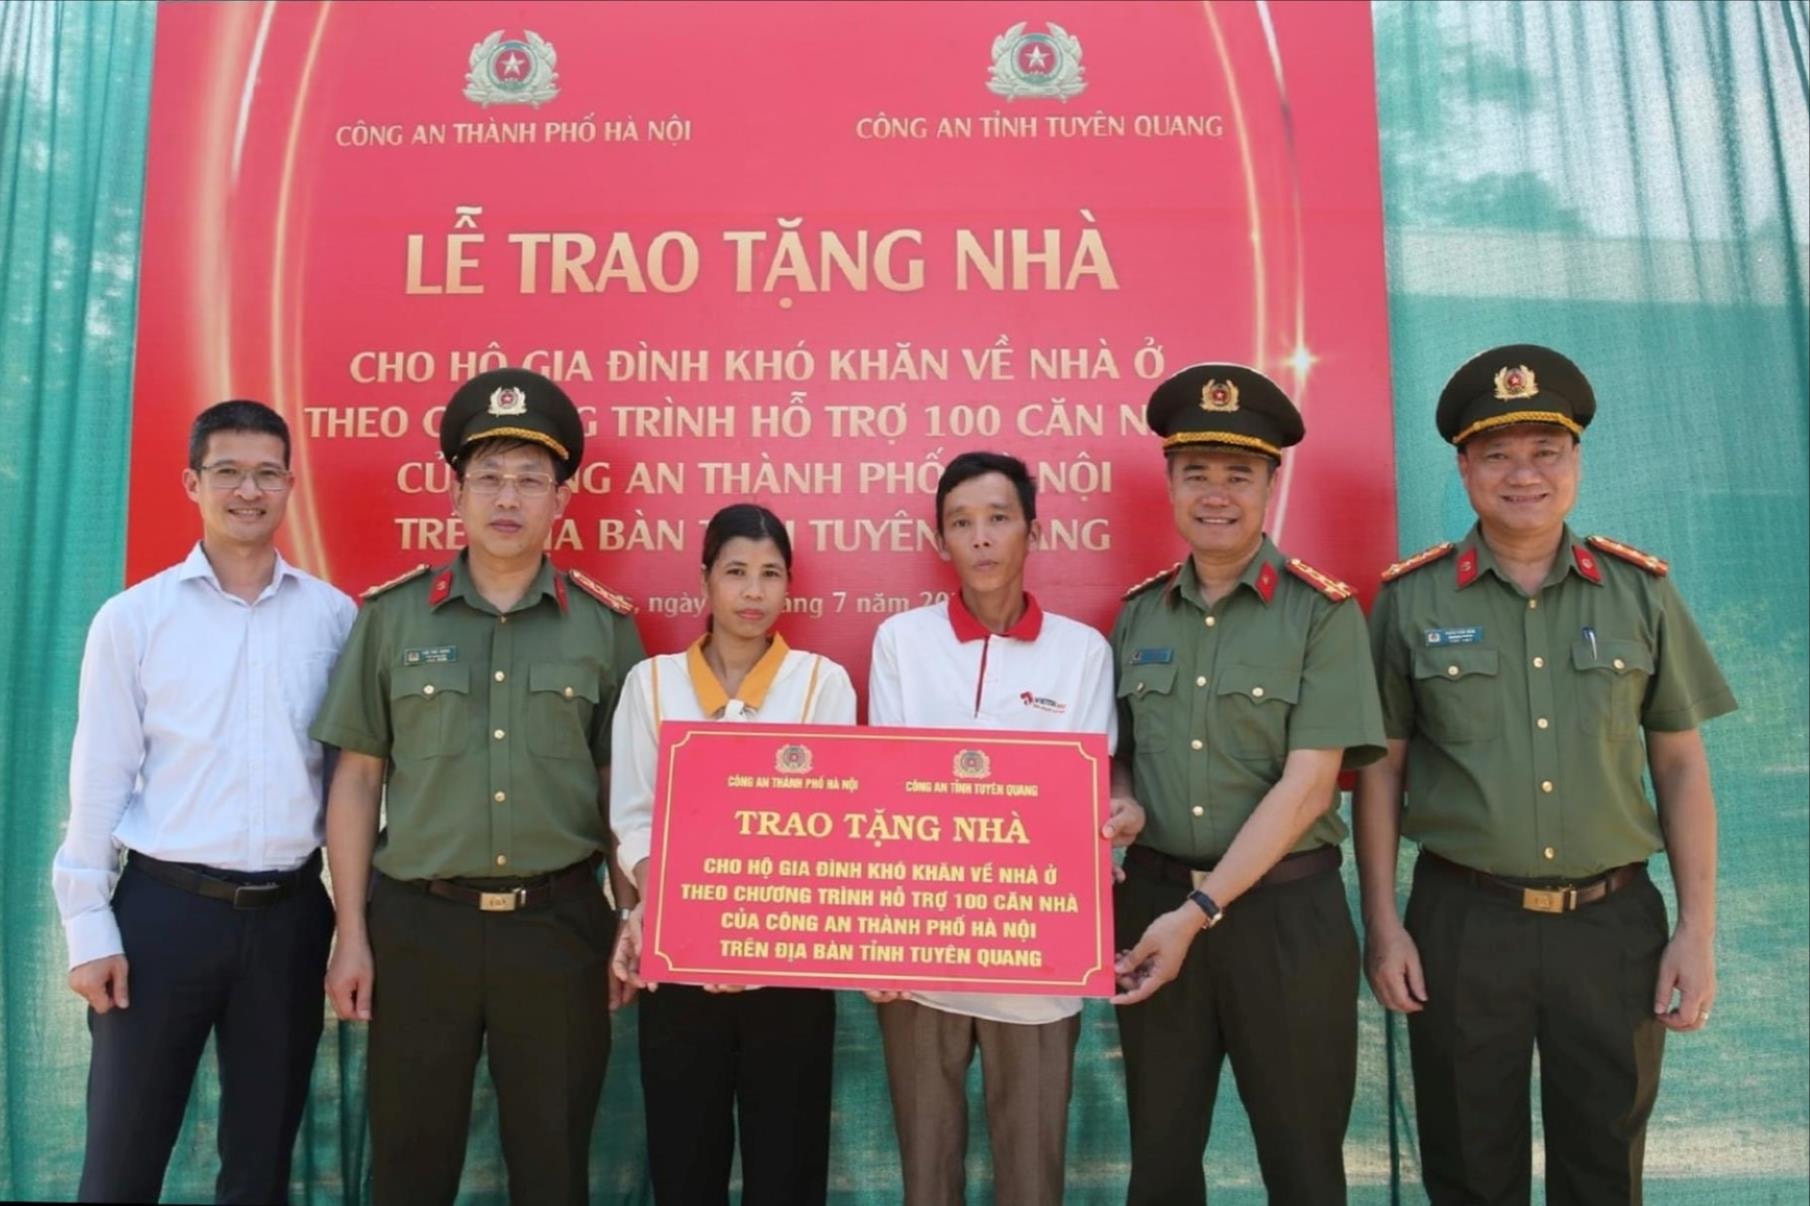 CÔNG AN THÀNH PHỐ HÀ NỘI
CÔNG AN TỈNH TUYÊN QUANG
LỄ TRAO TẶNG NHÀ
CHO HỘ GIA ĐÌNH KHÓ KHĂN VỀ NHÀ Ở
THEO TRÌNH HỖ TRỢ 100 CĂN
AN THÀNH PHỐ NỘI
BÀN TUYÊN
ngày 7 năm
CÔNG AN THÀNH PHỐ HÀ NỘI
CÔNG AN TỈNH TUYÊN QUANG
TRAO TẶNG NHÀ
CHO HỘ GIA ĐÌNH KHÓ KHĂN VỀ NHÀ Ở
THEO CHƯƠNG TRÌNH HỖ TRỢ 100 CĂN NHÀ
CỦA CÔNG AN THÀNH PHỐ HÀ NỘI
TRÊN ĐỊA BÀN TỈNH TUYÊN QUANG